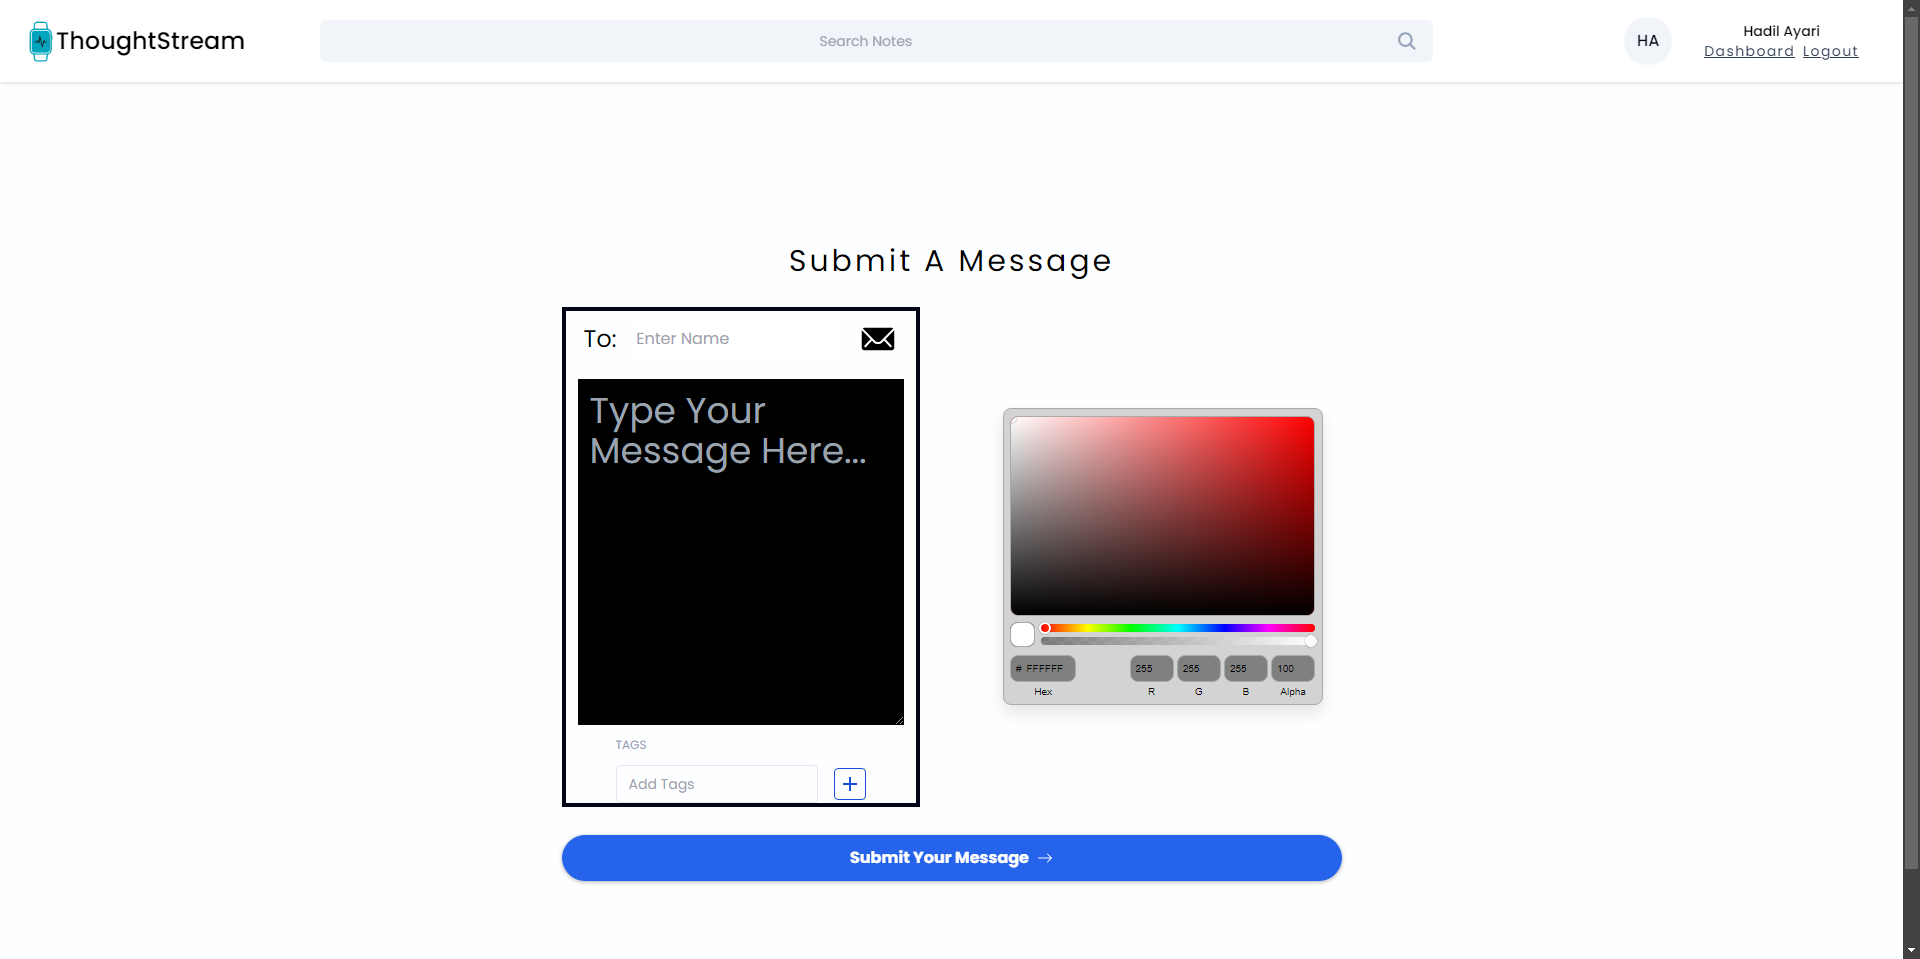 ThoughtStream
Search Notes
HA
Hadil Ayari
Dashboard Logout
Submit A Message
To: Enter Name
Type Your
Message Here...
TAGS
Add Tags
# FFFFFF 255 255 255 100
Hex R G B Alpha
Submit Your Message →